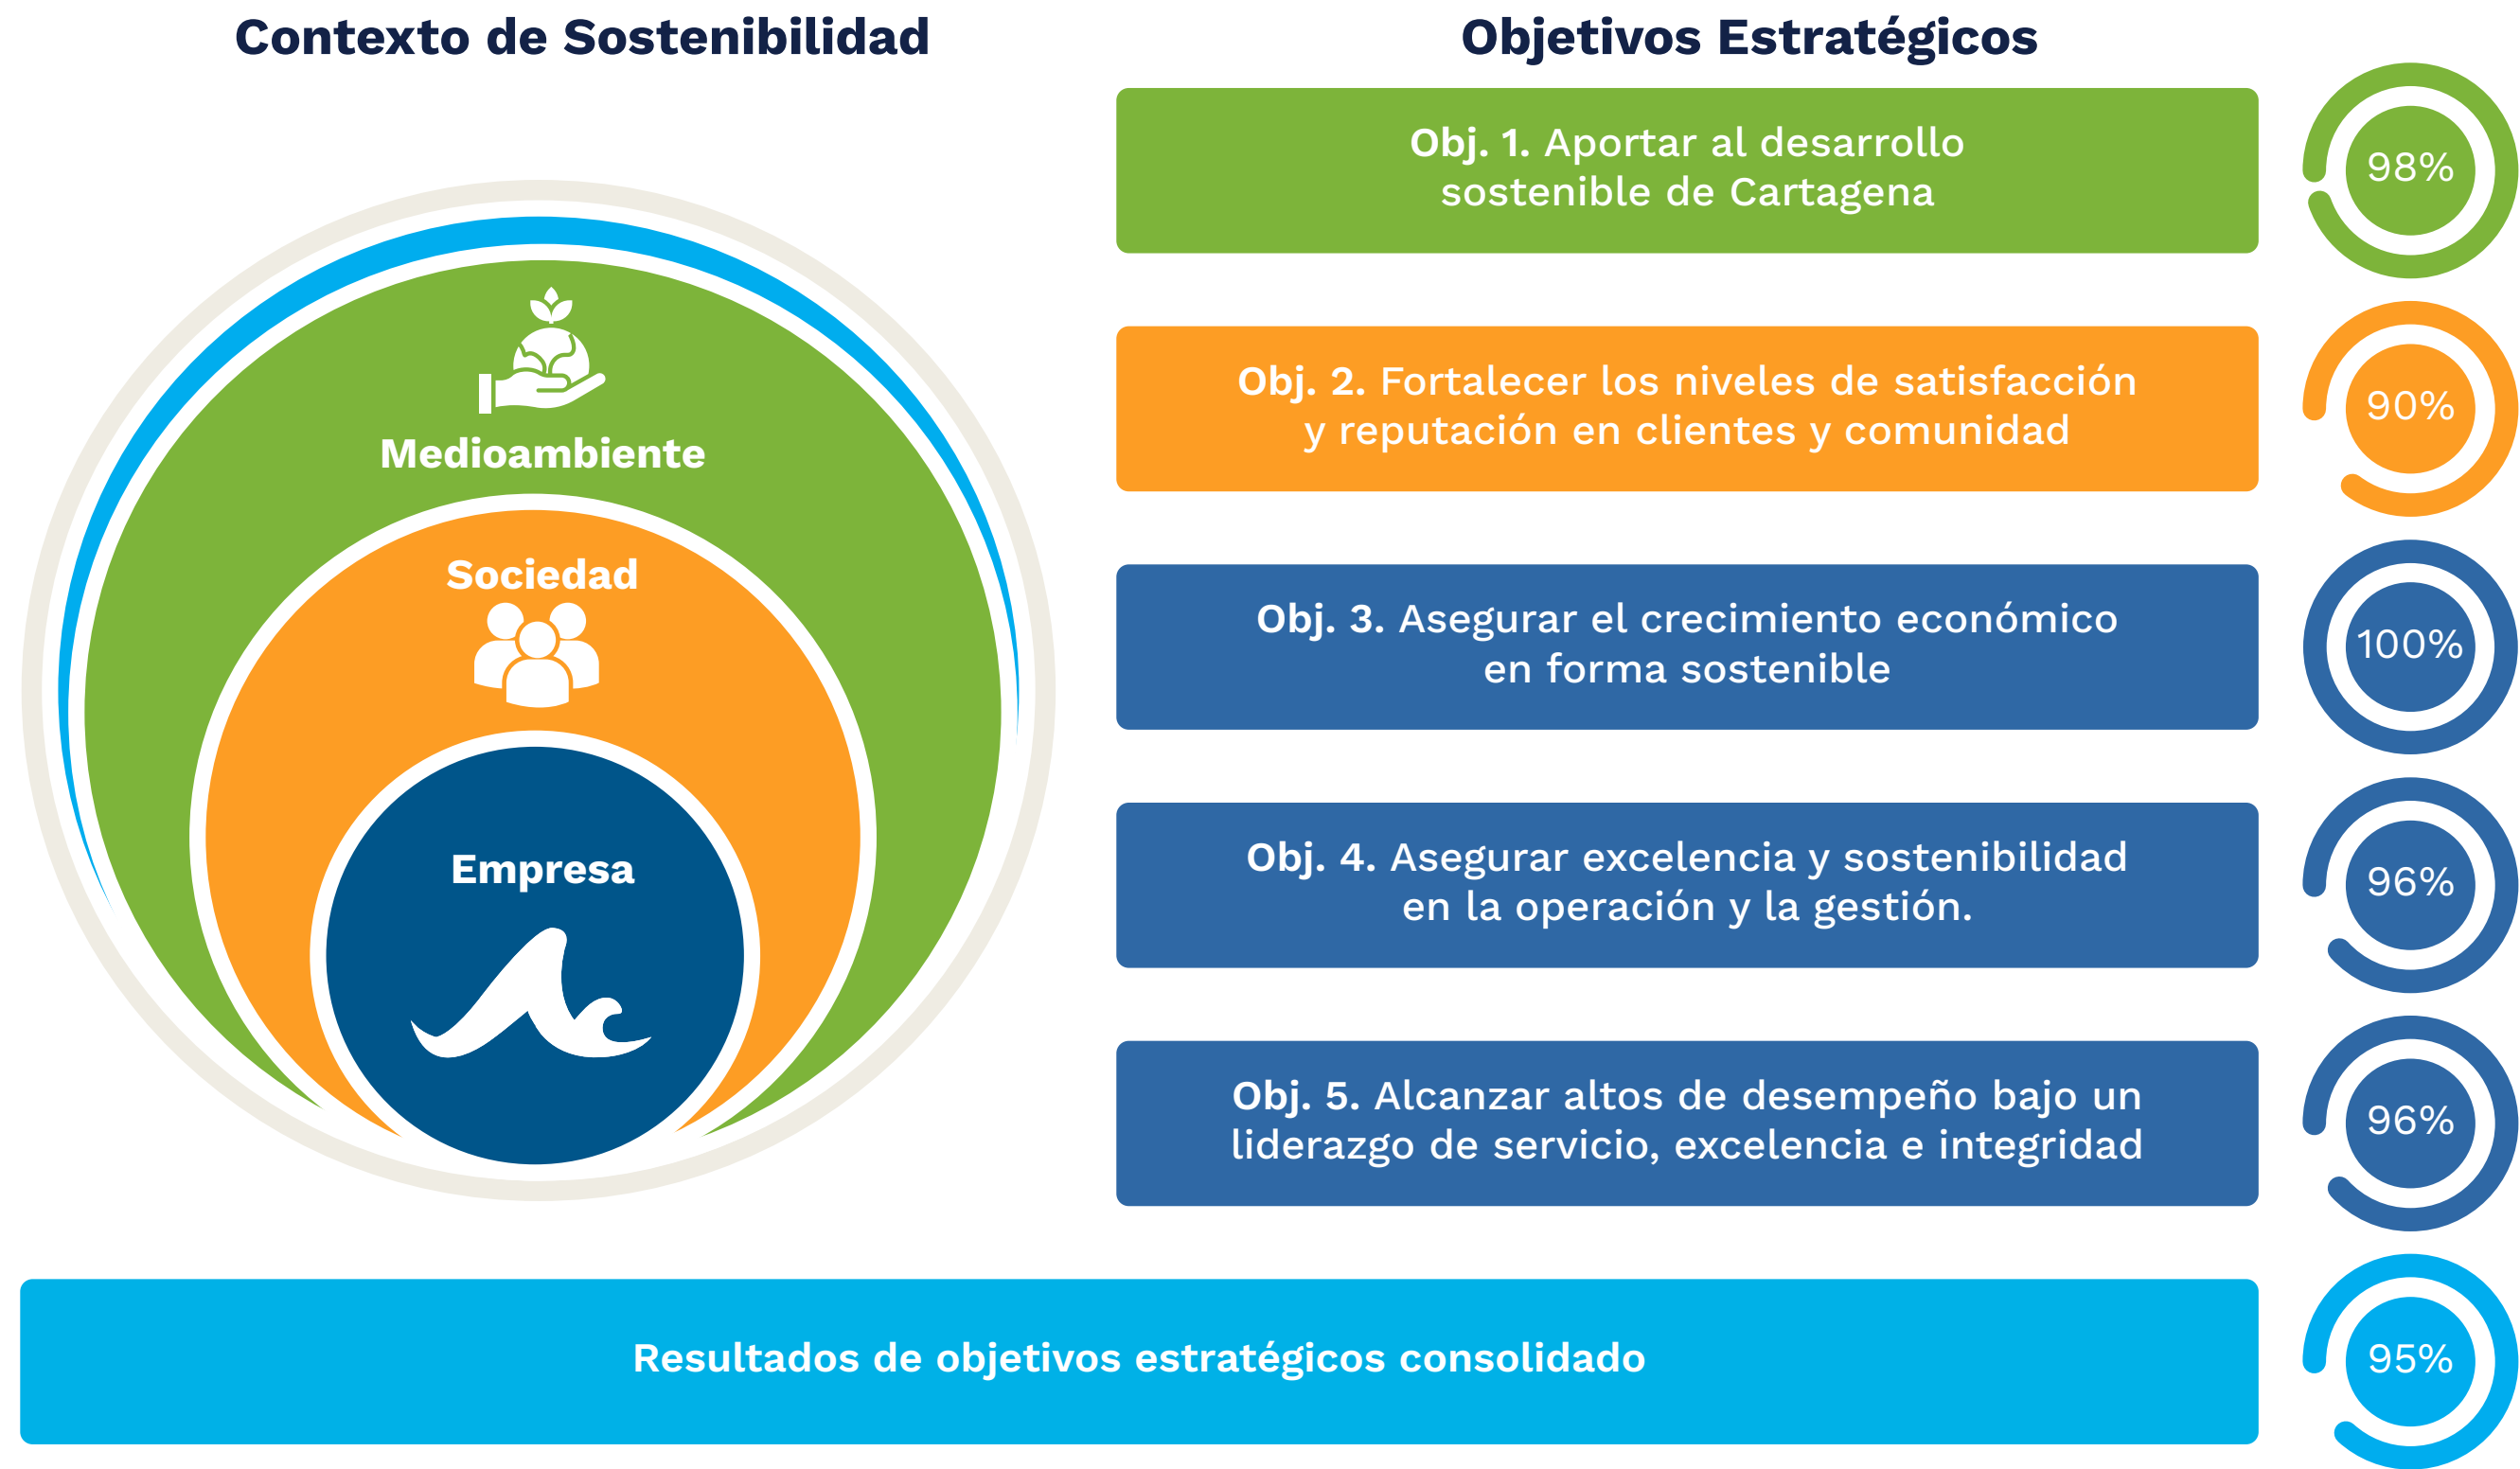 Contexto de Sostenibilidad
Medioambiente
Sociedad
Empresa
Objetivos Estratégicos
Obj. 1. Aportar al desarrollo
sostenible de Cartagena
98%
Obj. 2. Fortalecer los niveles de satisfacción
y reputación en clientes y comunidad
90%
Obj. 3. Asegurar el crecimiento económico
en forma sostenible
100%
Obj. 4. Asegurar excelencia y sostenibilidad
en la operación y la gestión.
96%
Obj. 5. Alcanzar altos de desempeño bajo un
liderazgo de servicio, excelencia e integridad
96%
Resultados de objetivos estratégicos consolidado
95%